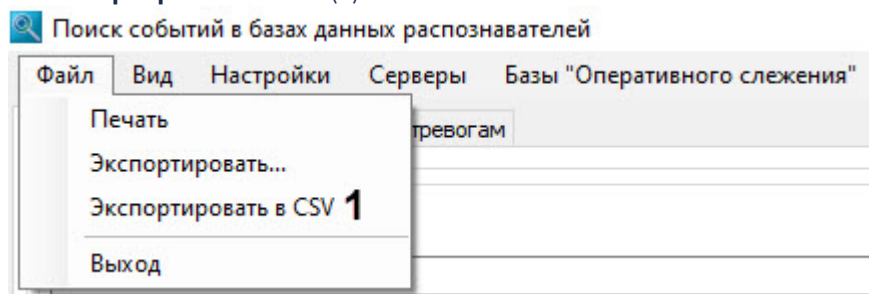 Поиск событий в базах данных распознавателей
Файл Вид Настройки Серверы Базы "Оперативного слежения"
Печать
тревогам
Экспортировать...
Экспортировать в CSV 1
Выход